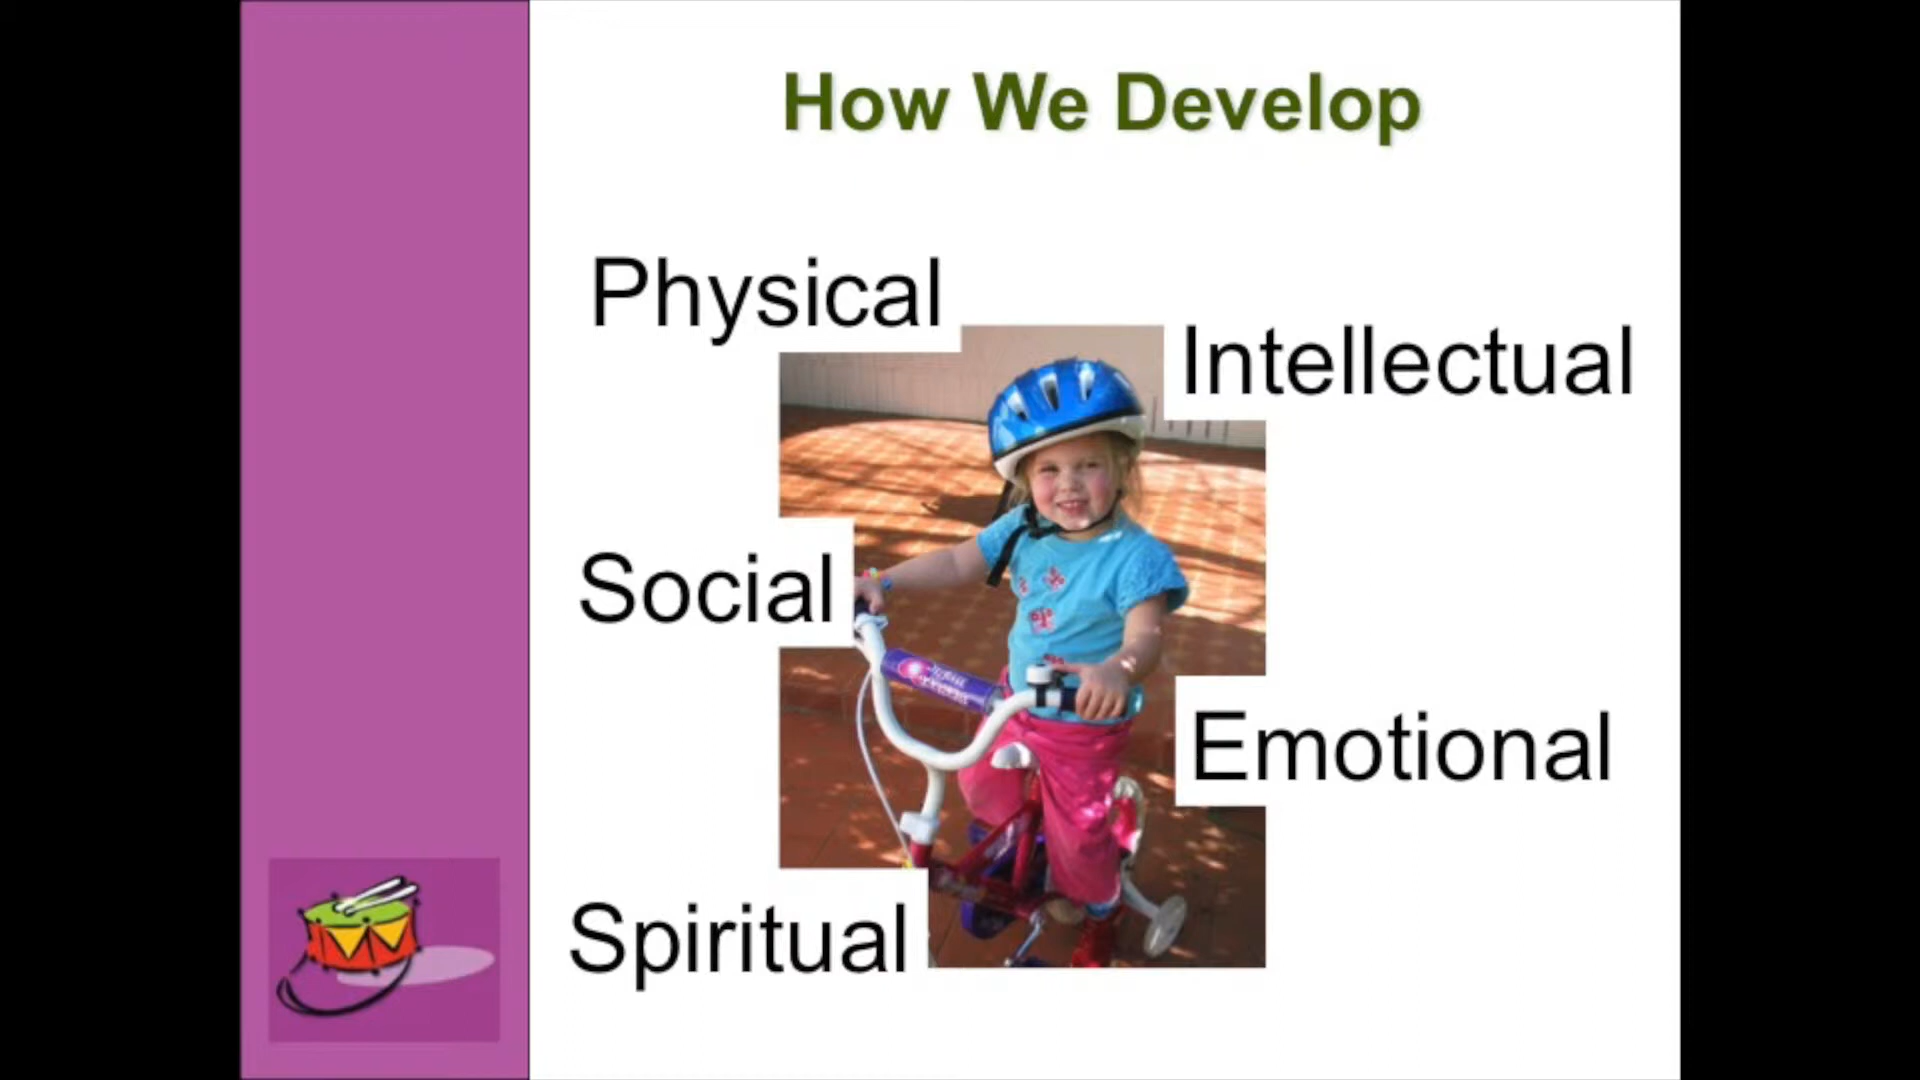 How We Develop
Physical
Intellectual
Social
Emotional
Spiritual